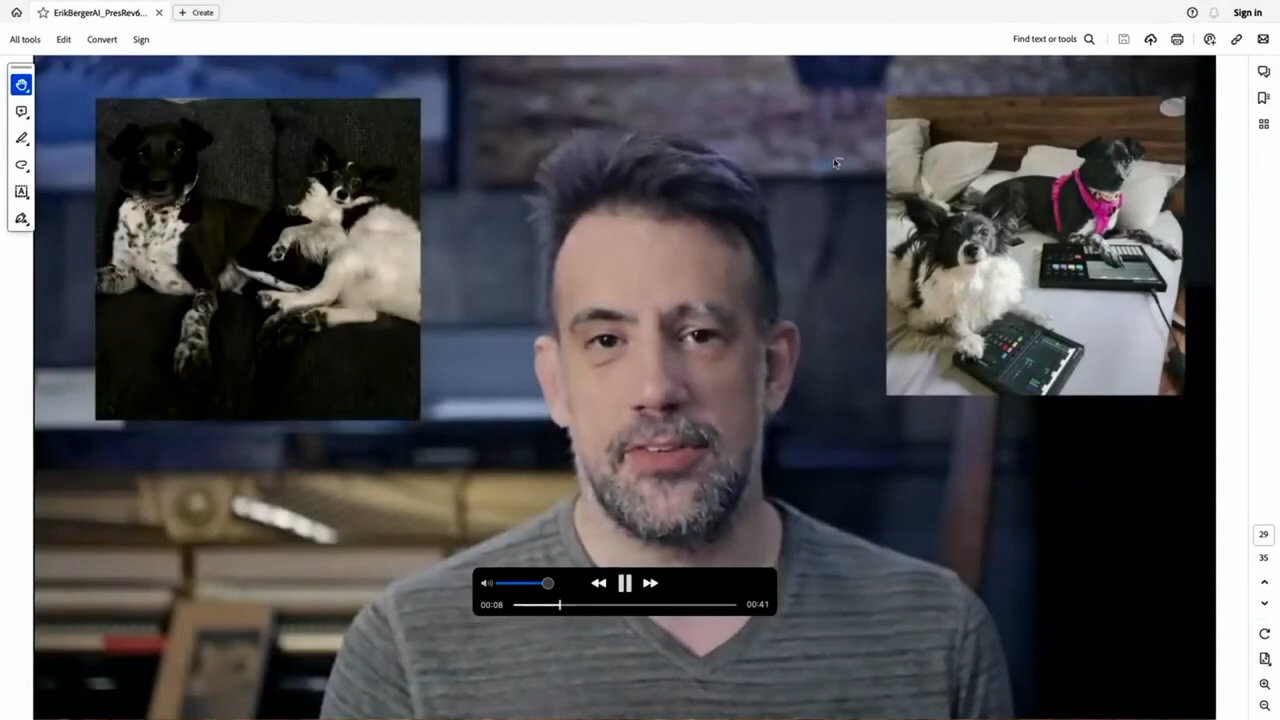 ErikBergerAI_PresRev6...
Create
Sign in
All tools
Edit
Convert
Sign
Find text or tools
29
35
00:08
00:41